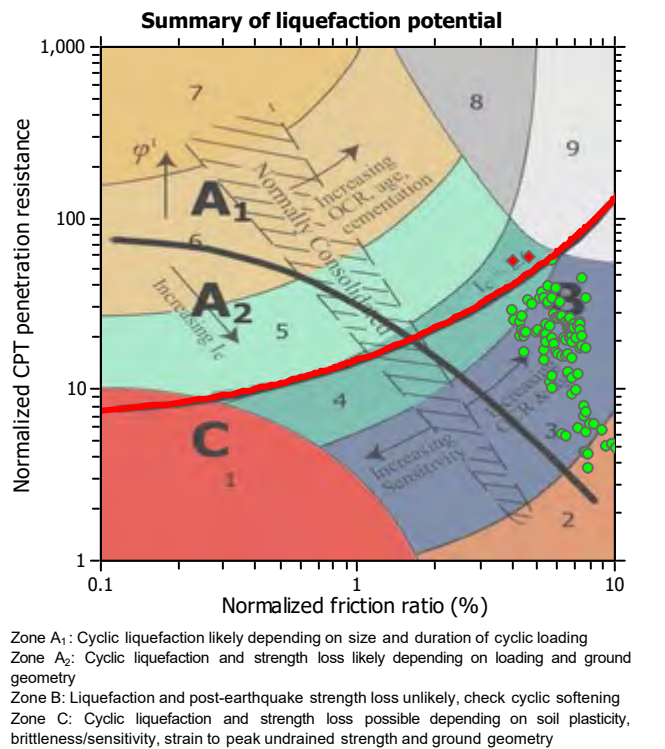 Summary of liquefaction potential
1,000
7
8
φ'
9
Increasing
OCR, age,
cementation
Normally Consolidated
A1
100
6
A2
Increasing Ic
Ic
B
5
10
4
Increasing
OCR &
C
3
Increasing
Sensitivity
1
2
1
0.1
1
10
Normalized CPT penetration resistance
Normalized friction ratio (%)
Zone A1: Cyclic liquefaction likely depending on size and duration of cyclic loading
Zone A2: Cyclic liquefaction and strength loss likely depending on loading and ground
geometry
Zone B: Liquefaction and post-earthquake strength loss unlikely, check cyclic softening
Zone C: Cyclic liquefaction and strength loss possible depending on soil plasticity,
brittleness/sensitivity, strain to peak undrained strength and ground geometry